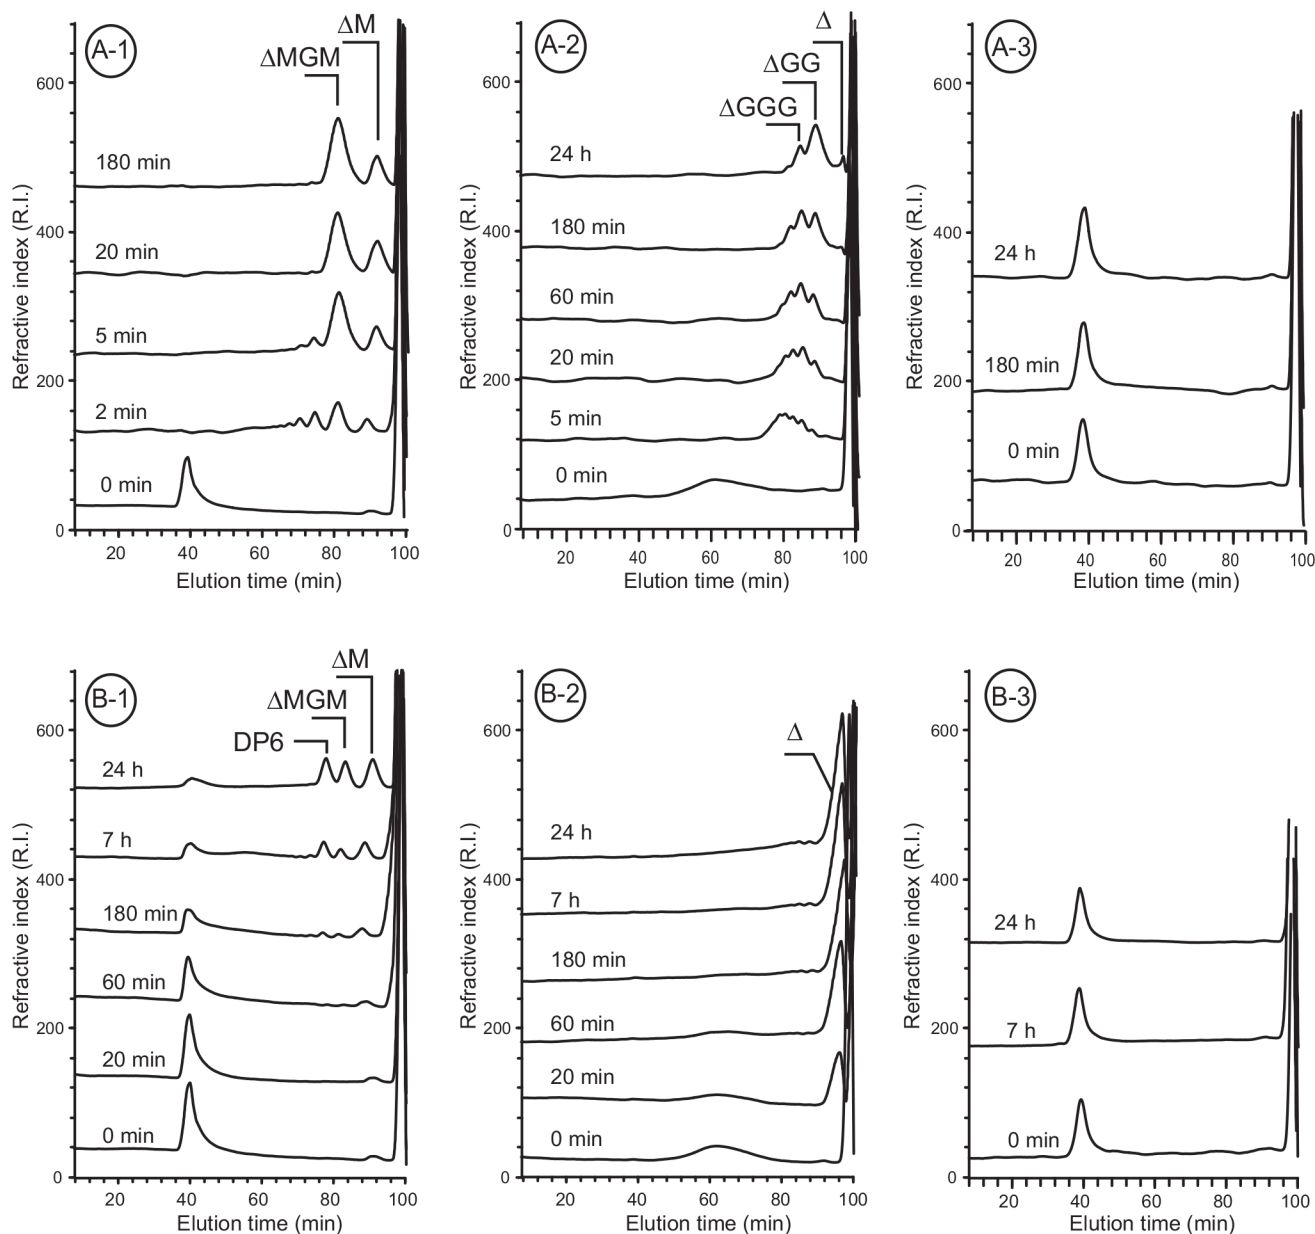 A-1
ΔM
ΔMGM
600
400
200
0
180 min
20 min
5 min
2 min
0 min
20 40 60 80 100
Elution time (min)
Refractive index (R.I.)
A-2
Δ
ΔGG
ΔGGG
600
400
200
0
24 h
180 min
60 min
20 min
5 min
0 min
20 40 60 80 100
Elution time (min)
Refractive index (R.I.)
A-3
600
400
200
0
24 h
180 min
0 min
20 40 60 80 100
Elution time (min)
Refractive index (R.I.)
B-1
ΔM
ΔMGM
DP6
600
400
200
0
24 h
7 h
180 min
60 min
20 min
0 min
20 40 60 80 100
Elution time (min)
Refractive index (R.I.)
B-2
Δ
600
400
200
0
24 h
7 h
180 min
60 min
20 min
0 min
20 40 60 80 100
Elution time (min)
Refractive index (R.I.)
B-3
600
400
200
0
24 h
7 h
0 min
20 40 60 80 100
Elution time (min)
Refractive index (R.I.)